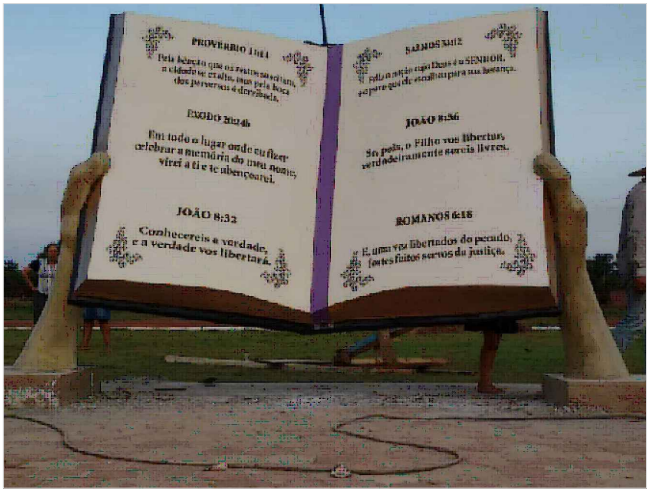 PROVÉRBIO 11:11
Pela bênção que os retos suscitam,
a cidade se exalta, mas pela boca
dos perversos é derribada.
EXODO 20:24b
Em todo o lugar onde eu fizer
celebrar a memória do meu nome,
virei a ti e te abençoarei.
JOÃO 8:32
Conhecereis a verdade,
e a verdade vos libertará.
SALMOS 33:12
Feliz a nação cuja Deus é o SENHOR,
e o povo que ele escolheu para sua herança.
JOÃO 8:36
Se, pois, o Filho vos libertar,
verdadeiramente sereis livres.
ROMANOS 6:18
E, uma vez libertados do pecado,
fostes feitos servos da justiça.